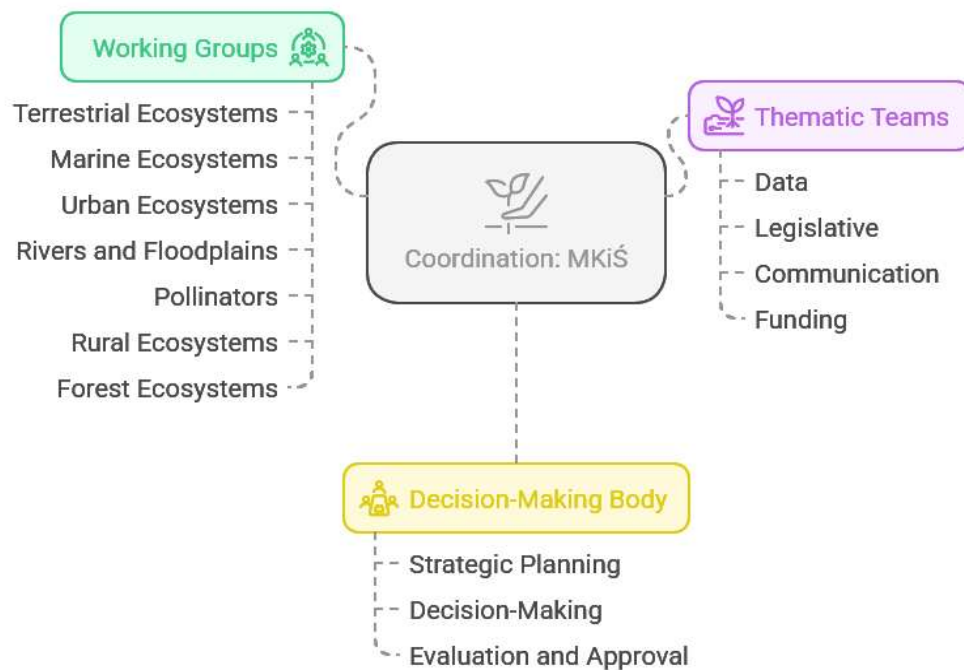 Working Groups
Terrestrial Ecosystems
Marine Ecosystems
Urban Ecosystems
Rivers and Floodplains
Pollinators
Rural Ecosystems
Forest Ecosystems
Coordination: MKiŚ
Thematic Teams
Data
Legislative
Communication
Funding
Decision-Making Body
Strategic Planning
Decision-Making
Evaluation and Approval